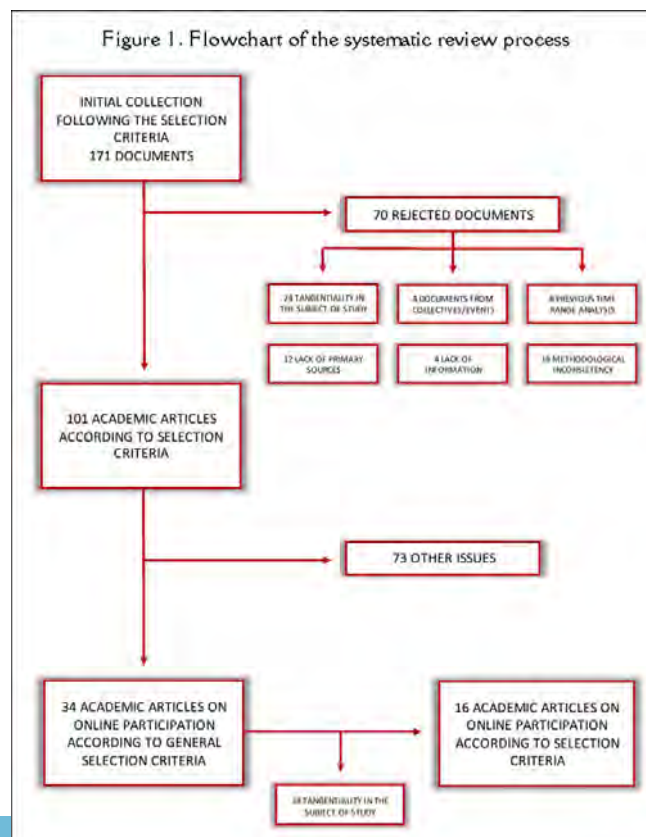 Figure 1. Flowchart of the systematic review process
INITIAL COLLECTION
FOLLOWING THE SELECTION
CRITERIA
171 DOCUMENTS
70 REJECTED DOCUMENTS
TANGENTIALITY IN
THE SUBJECT OF STUDY
DOCUMENTS FROM
COLLECTIVES/EVENTS
PREVIOUS TIME
RANGE ANALYSIS
12 LACK OF PRIMARY
SOURCES
LACK OF
INFORMATION
METHODOLOGICAL
INCONSISTENCY
101 ACADEMIC ARTICLES
ACCORDING TO SELECTION
CRITERIA
73 OTHER ISSUES
34 ACADEMIC ARTICLES ON
ONLINE PARTICIPATION
ACCORDING TO GENERAL
SELECTION CRITERIA
16 ACADEMIC ARTICLES ON
ONLINE PARTICIPATION
ACCORDING TO SELECTION
CRITERIA
TANGENTIALITY IN THE
SUBJECT OF STUDY